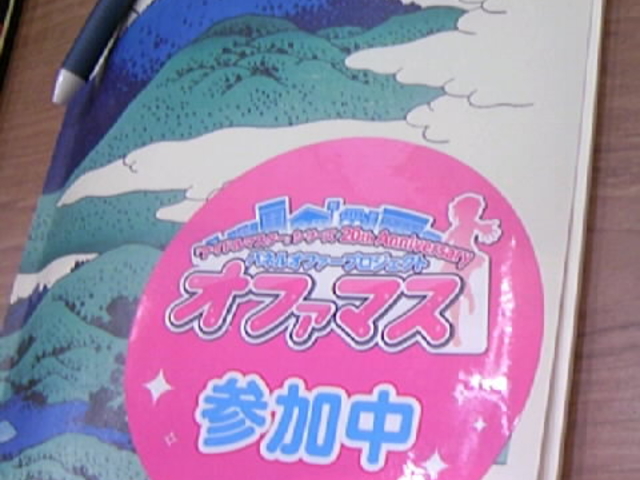 『アイドルマスター』シリーズ 20th Anniversary
パネルオファープロジェクト
オファマス
参加中